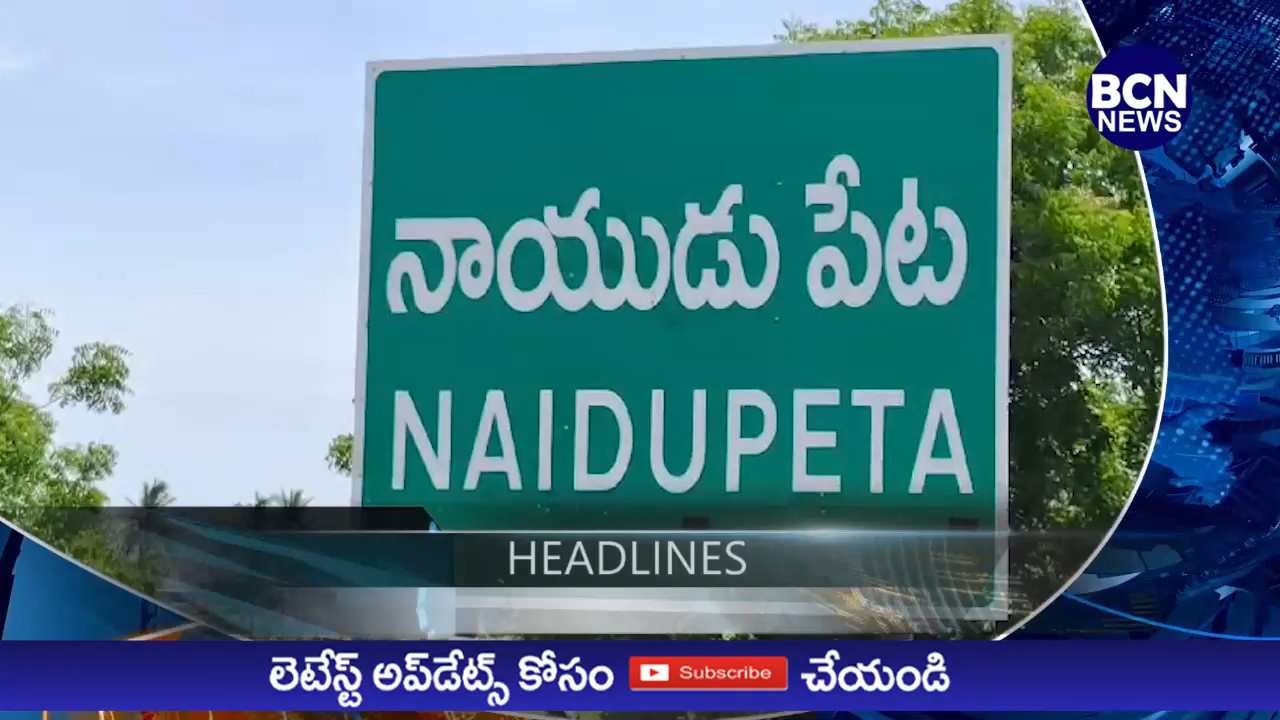 BCN
NEWS
నాయుడు పేట
NAIDUPETA
HEADLINES
లెటేస్ట్ అప్‌డేట్స్ కోసం Subscribe చేయండి